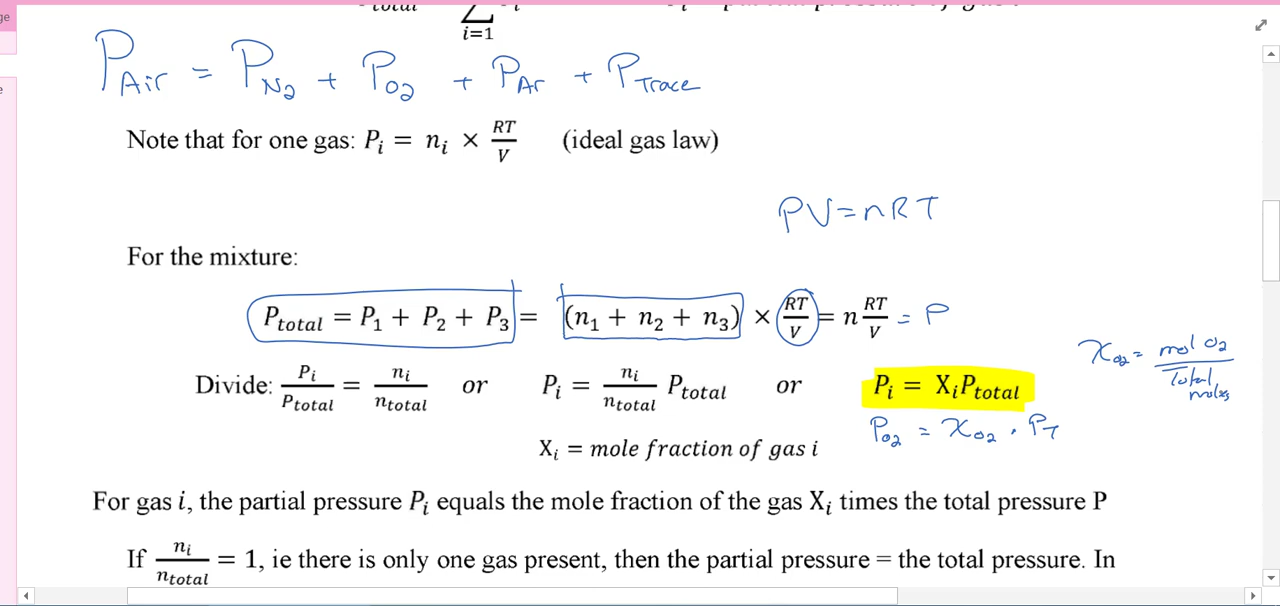 ge
total
i=1
P_Air = P_N2 + P_O2 + P_Ar + P_Trace
e
Note that for one gas: P_i = n_i × RT/V (ideal gas law)
PV=nRT
For the mixture:
P_total = P_1 + P_2 + P_3 = (n_1 + n_2 + n_3) × RT/V = n RT/V = P
X_O2 = mol O2 / Total moles
Divide: P_i/P_total = n_i/n_total or P_i = n_i/n_total P_total or P_i = X_i P_total
P_O2 = X_O2 · P_T
X_i = mole fraction of gas i
For gas i, the partial pressure P_i equals the mole fraction of the gas X_i times the total pressure P
If n_i/n_total = 1, ie there is only one gas present, then the partial pressure = the total pressure. In